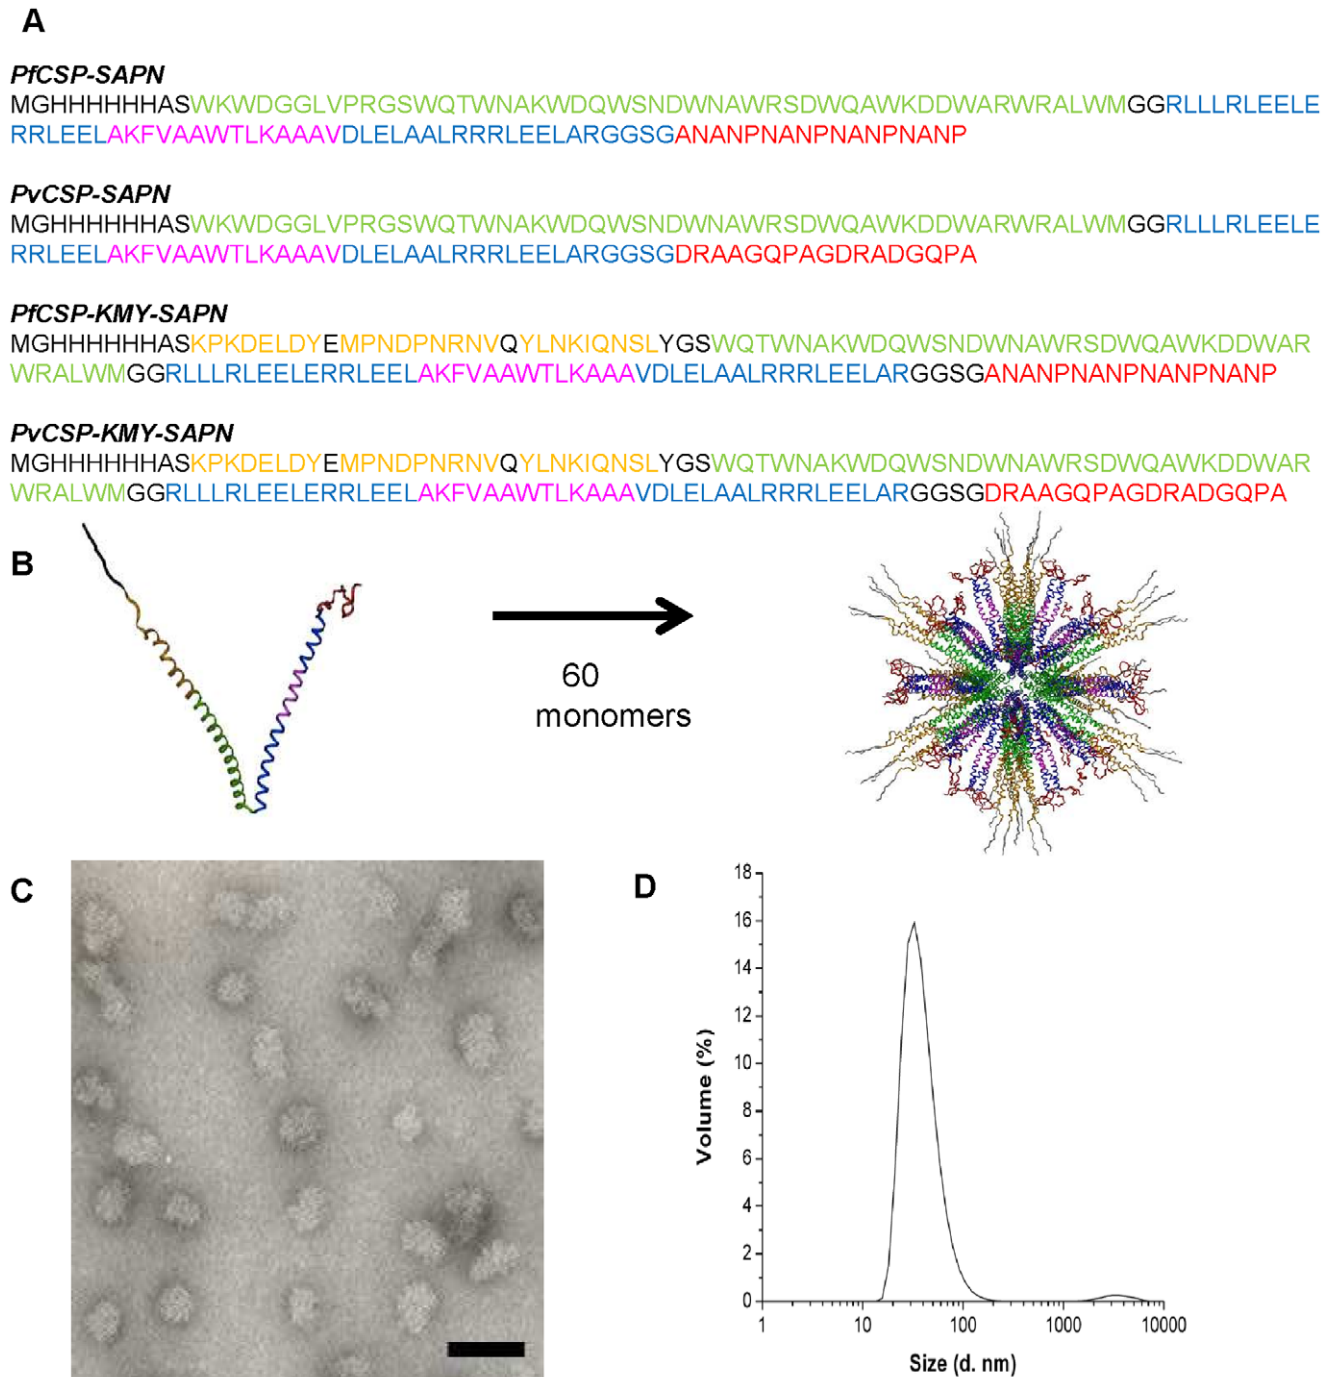 A
PfCSP-SAPN
MGHHHHHHASWKWDGGLVPRGSWQTWNAKWDQWSNDWNAWRSDWQAWKDDWARWRALWMGGRLLLRLEELE
RRLEELAKFVAAWTLKAAAVDLELAALRRRLEELARGGSGANANPNANPNANPNANP
PvCSP-SAPN
MGHHHHHHASWKWDGGLVPRGSWQTWNAKWDQWSNDWNAWRSDWQAWKDDWARWRALWMGGRLLLRLEELE
RRLEELAKFVAAWTLKAAAVDLELAALRRRLEELARGGSGDRAAGQPAGDRADGQPA
PfCSP-KMY-SAPN
MGHHHHHHASKPKDELDYEMPNDPNRNVQYLNKIQNSLYGSWQTWNAKWDQWSNDWNAWRSDWQAWKDDWAR
WRALWMGGRLLLRLEELERRLEELAKFVAAWTLKAAAVDLELAALRRRLEELARGGSGANANPNANPNANPNANP
PvCSP-KMY-SAPN
MGHHHHHHASKPKDELDYEMPNDPNRNVQYLNKIQNSLYGSWQTWNAKWDQWSNDWNAWRSDWQAWKDDWAR
WRALWMGGRLLLRLEELERRLEELAKFVAAWTLKAAAVDLELAALRRRLEELARGGSGDRAAGQPAGDRADGQPA
B
60
monomers
C
D
18
16
14
12
10
8
6
4
2
0
Volume (%)
1
10
100
1000
10000
Size (d. nm)